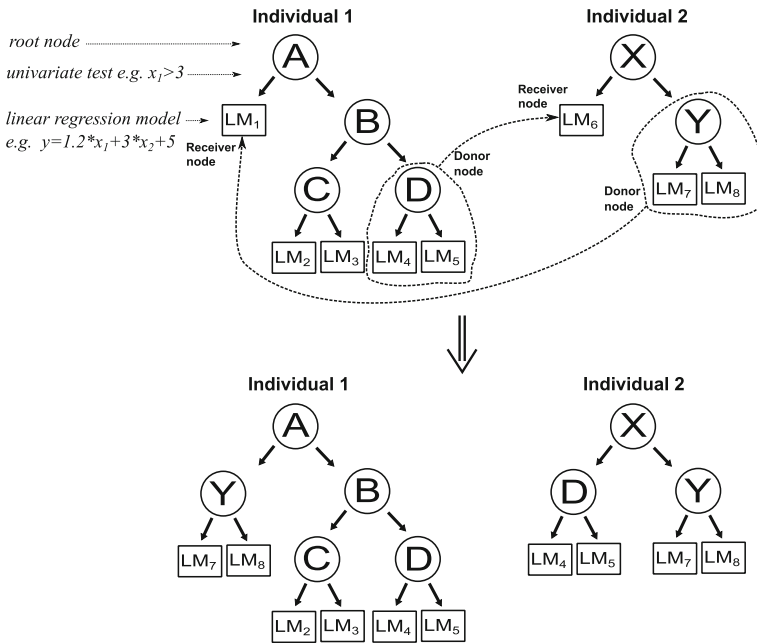 Individual 1
Individual 2
root node
A
X
univariate test e.g. x₁>3
linear regression model
e.g. y=1.2*x₁+3*x₂+5
LM₁
Receiver
node
B
Receiver
node
LM₆
Y
Donor
node
C
D
Donor
node
LM₇ LM₈
LM₂ LM₃ LM₄ LM₅
Individual 1
Individual 2
A
X
Y
B
D
Y
LM₇ LM₈
C
D
LM₄ LM₅
LM₇ LM₈
LM₂ LM₃ LM₄ LM₅